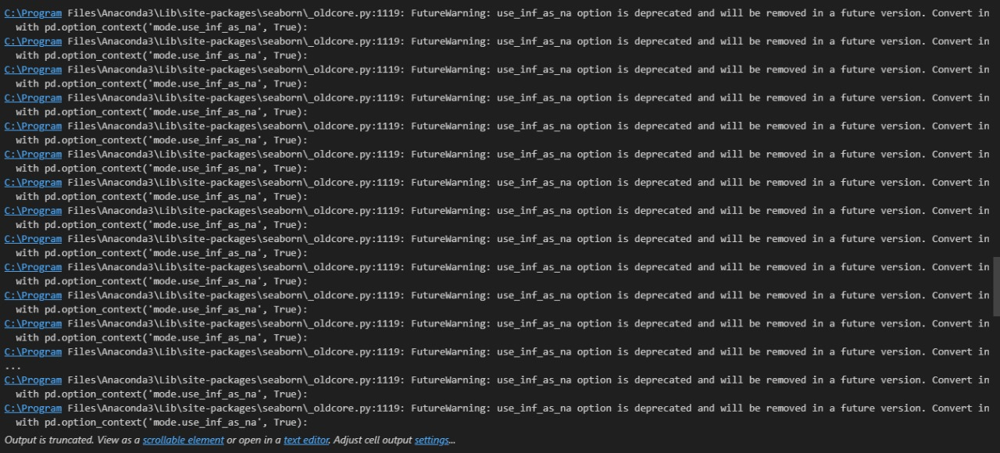 C:\Program Files\Anaconda3\Lib\site-packages\seaborn\_oldcore.py:1119: FutureWarning: use_inf_as_na option is deprecated and will be removed in a future version. Convert in
  with pd.option_context('mode.use_inf_as_na', True):
C:\Program Files\Anaconda3\Lib\site-packages\seaborn\_oldcore.py:1119: FutureWarning: use_inf_as_na option is deprecated and will be removed in a future version. Convert in
  with pd.option_context('mode.use_inf_as_na', True):
C:\Program Files\Anaconda3\Lib\site-packages\seaborn\_oldcore.py:1119: FutureWarning: use_inf_as_na option is deprecated and will be removed in a future version. Convert in
  with pd.option_context('mode.use_inf_as_na', True):
C:\Program Files\Anaconda3\Lib\site-packages\seaborn\_oldcore.py:1119: FutureWarning: use_inf_as_na option is deprecated and will be removed in a future version. Convert in
  with pd.option_context('mode.use_inf_as_na', True):
C:\Program Files\Anaconda3\Lib\site-packages\seaborn\_oldcore.py:1119: FutureWarning: use_inf_as_na option is deprecated and will be removed in a future version. Convert in
  with pd.option_context('mode.use_inf_as_na', True):
C:\Program Files\Anaconda3\Lib\site-packages\seaborn\_oldcore.py:1119: FutureWarning: use_inf_as_na option is deprecated and will be removed in a future version. Convert in
  with pd.option_context('mode.use_inf_as_na', True):
C:\Program Files\Anaconda3\Lib\site-packages\seaborn\_oldcore.py:1119: FutureWarning: use_inf_as_na option is deprecated and will be removed in a future version. Convert in
  with pd.option_context('mode.use_inf_as_na', True):
C:\Program Files\Anaconda3\Lib\site-packages\seaborn\_oldcore.py:1119: FutureWarning: use_inf_as_na option is deprecated and will be removed in a future version. Convert in
  with pd.option_context('mode.use_inf_as_na', True):
C:\Program Files\Anaconda3\Lib\site-packages\seaborn\_oldcore.py:1119: FutureWarning: use_inf_as_na option is deprecated and will be removed in a future version. Convert in
  with pd.option_context('mode.use_inf_as_na', True):
C:\Program Files\Anaconda3\Lib\site-packages\seaborn\_oldcore.py:1119: FutureWarning: use_inf_as_na option is deprecated and will be removed in a future version. Convert in
  with pd.option_context('mode.use_inf_as_na', True):
C:\Program Files\Anaconda3\Lib\site-packages\seaborn\_oldcore.py:1119: FutureWarning: use_inf_as_na option is deprecated and will be removed in a future version. Convert in
  with pd.option_context('mode.use_inf_as_na', True):
C:\Program Files\Anaconda3\Lib\site-packages\seaborn\_oldcore.py:1119: FutureWarning: use_inf_as_na option is deprecated and will be removed in a future version. Convert in
  with pd.option_context('mode.use_inf_as_na', True):
C:\Program Files\Anaconda3\Lib\site-packages\seaborn\_oldcore.py:1119: FutureWarning: use_inf_as_na option is deprecated and will be removed in a future version. Convert in
...
C:\Program Files\Anaconda3\Lib\site-packages\seaborn\_oldcore.py:1119: FutureWarning: use_inf_as_na option is deprecated and will be removed in a future version. Convert in
  with pd.option_context('mode.use_inf_as_na', True):
C:\Program Files\Anaconda3\Lib\site-packages\seaborn\_oldcore.py:1119: FutureWarning: use_inf_as_na option is deprecated and will be removed in a future version. Convert in
  with pd.option_context('mode.use_inf_as_na', True):
Output is truncated. View as a scrollable element or open in a text editor. Adjust cell output settings...